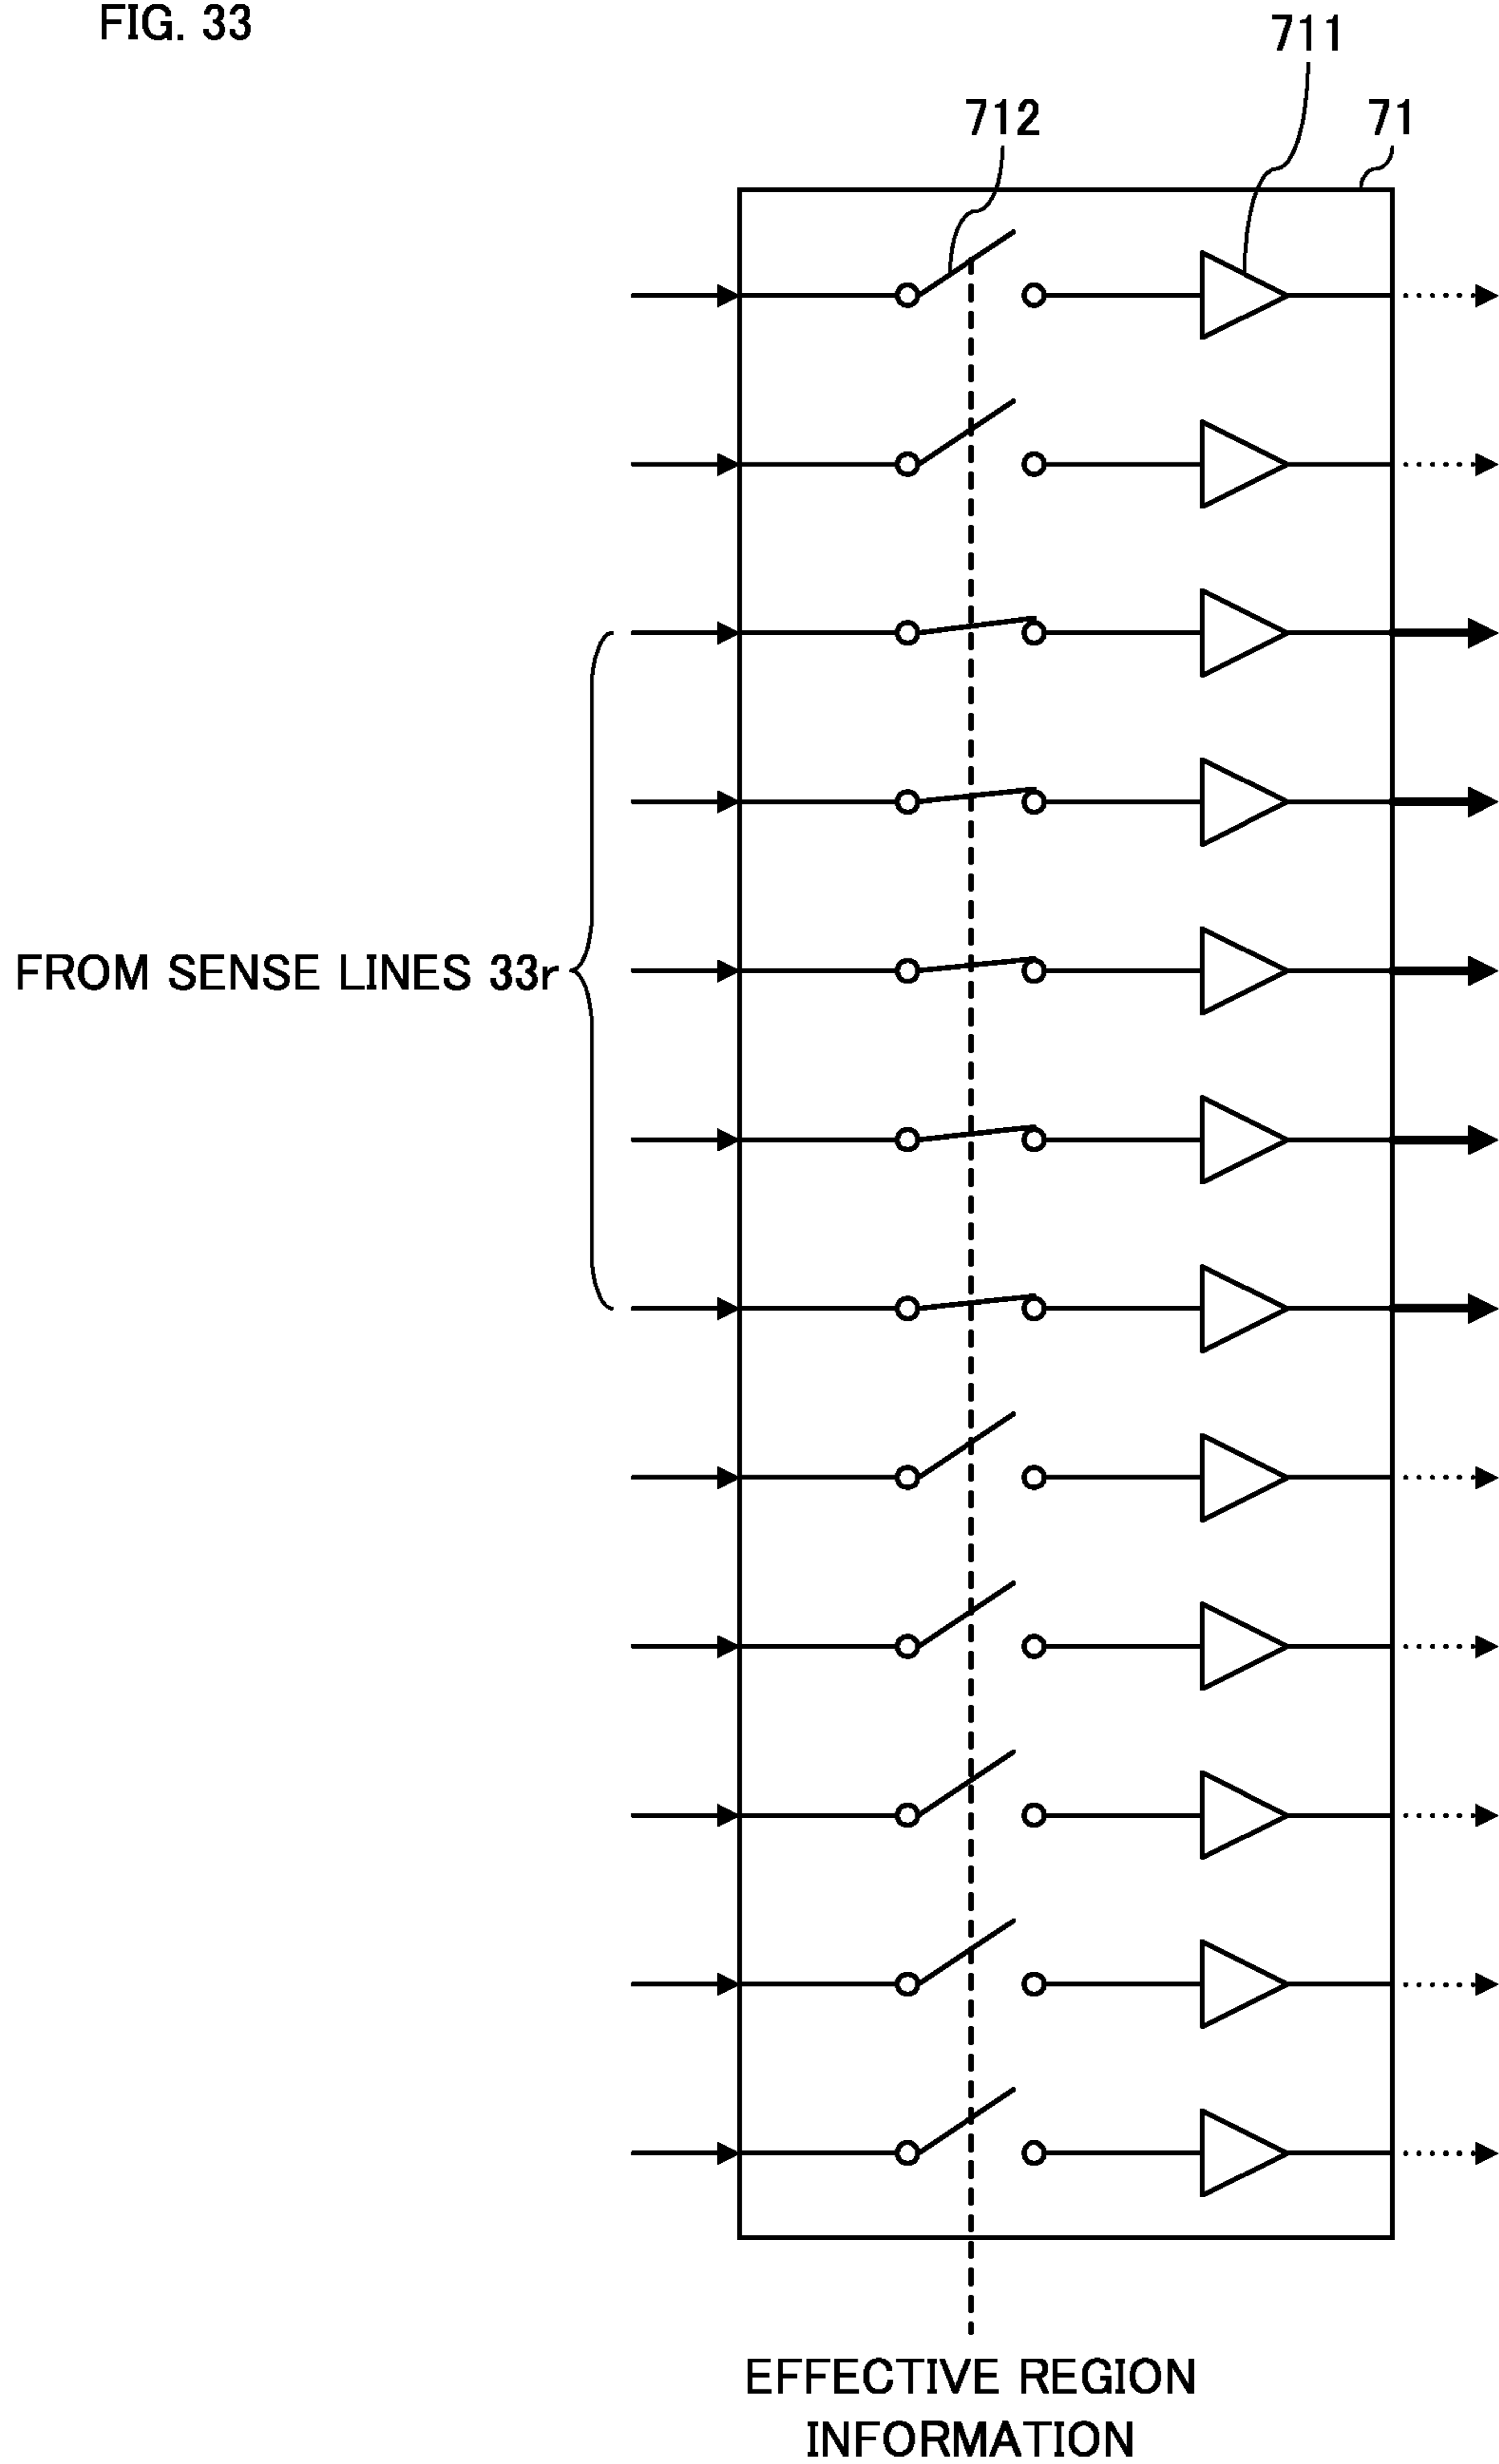 FIG. 33
711
712
71
FROM SENSE LINES 33r
EFFECTIVE REGION
INFORMATION